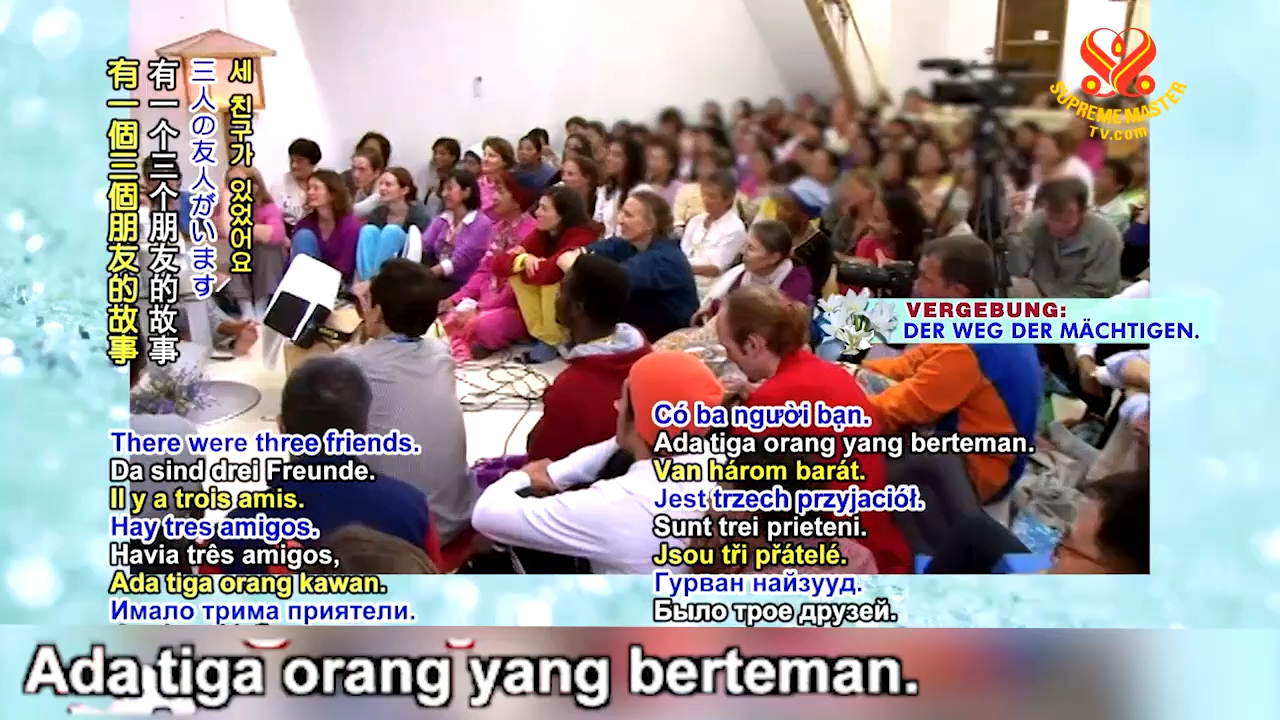 有一個三個朋友的故事
有一个三个朋友的故事
三人の友人がいます
세 친구가 있었어요
SUPREME MASTER
TV.com
VERGEBUNG:
DER WEG DER MÄCHTIGEN.
There were three friends.
Da sind drei Freunde.
Il y a trois amis.
Hay tres amigos.
Havia três amigos,
Ada tiga orang kawan.
Имало трима приятели.
Có ba người bạn.
Ada tiga orang yang berteman.
Van három barát.
Jest trzech przyjaciół.
Sunt trei prieteni.
Jsou tři přátelé.
Гурван найзууд.
Было трое друзей.
Ada tiga orang yang berteman.